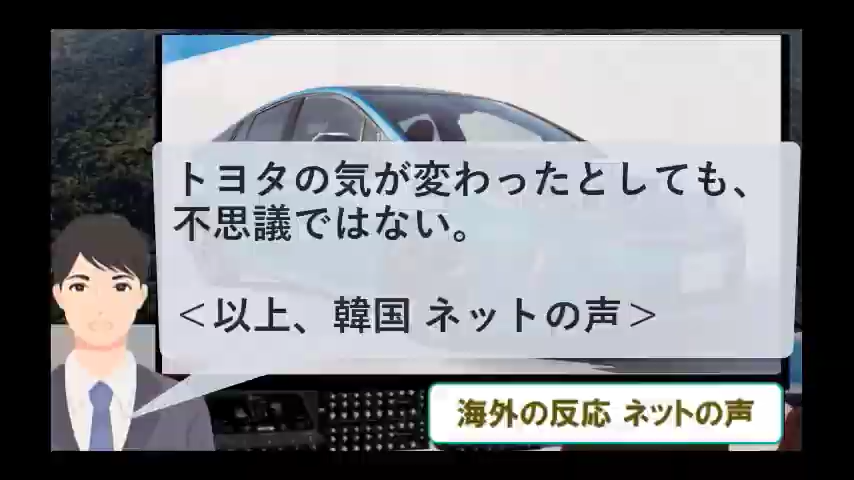 トヨタの気が変わったとしても、
不思議ではない。
＜以上、韓国 ネットの声＞
海外の反応 ネットの声